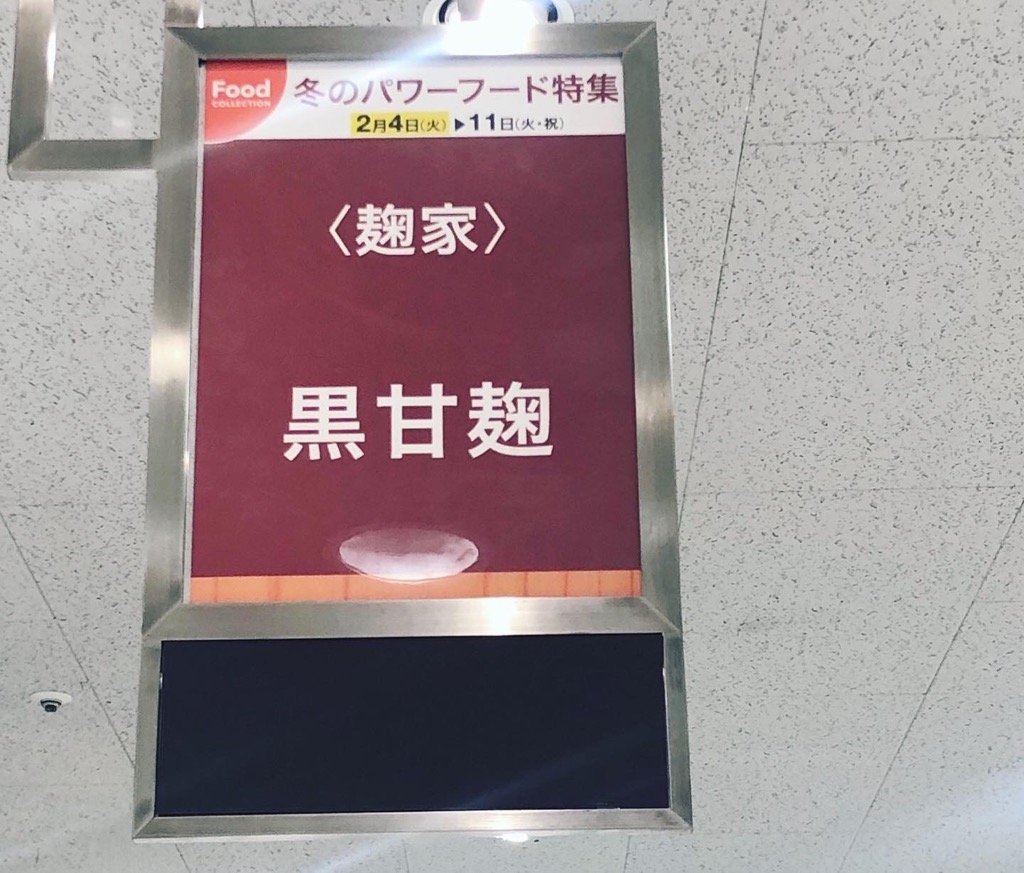 Food
COLLECTION
冬のパワーフード特集
2月4日(火)▶11日(火・祝)
〈麹家〉
黒甘麹